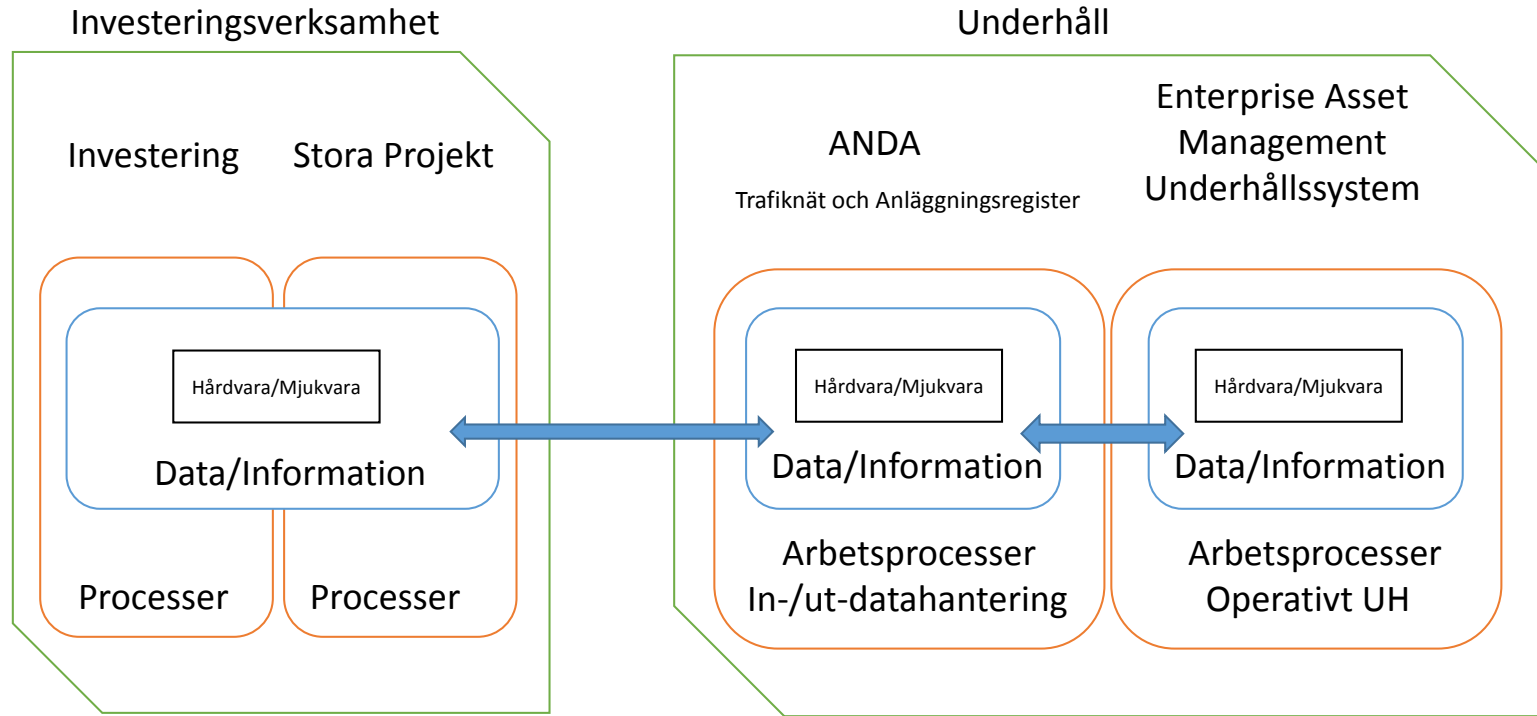 Investeringsverksamhet
Underhåll
Investering
Stora Projekt
ANDA
Trafiknät och Anläggningsregister
Enterprise Asset
Management
Underhållssystem
Hårdvara/Mjukvara
Data/Information
Processer
Processer
Hårdvara/Mjukvara
Data/Information
Arbetsprocesser
In-/ut-datahantering
Hårdvara/Mjukvara
Data/Information
Arbetsprocesser
Operativt UH